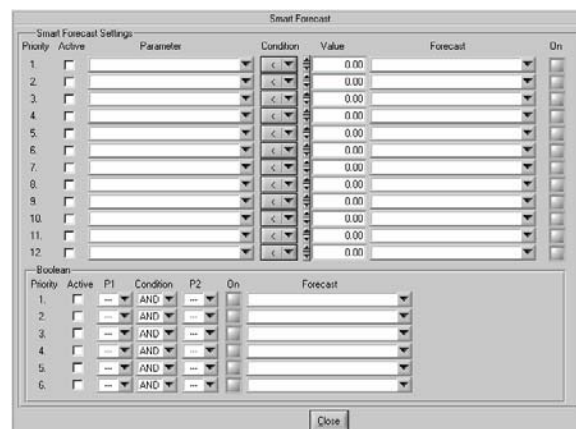 Smart Forecast
Smart Forecast Settings
Priority Active Parameter Condition Value Forecast On
1. < 0.00
2. < 0.00
3. < 0.00
4. < 0.00
5. < 0.00
6. < 0.00
7. < 0.00
8. < 0.00
9. < 0.00
10. < 0.00
11. < 0.00
12. < 0.00
Boolean
Priority Active P1 Condition P2 On Forecast
1. --- AND ---
2. --- AND ---
3. --- AND ---
4. --- AND ---
5. --- AND ---
6. --- AND ---
Close